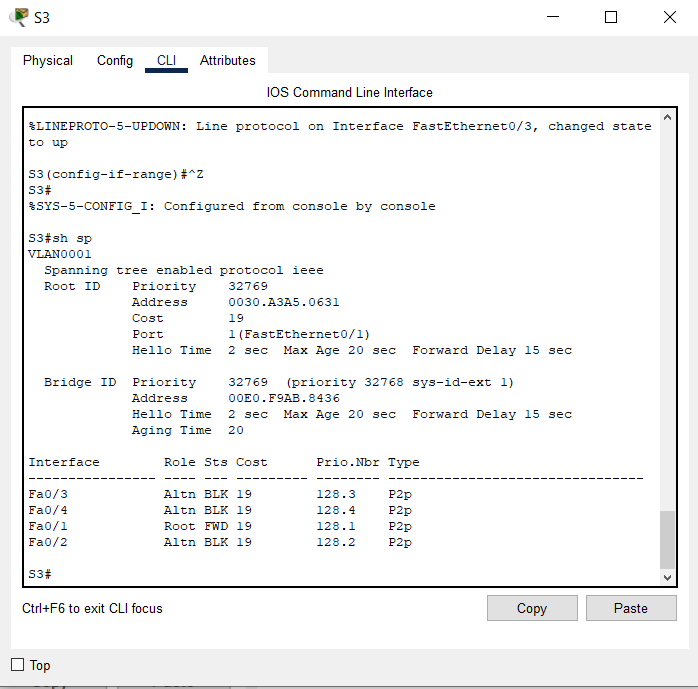 S3
Physical Config CLI Attributes
IOS Command Line Interface
%LINEPROTO-5-UPDOWN: Line protocol on Interface FastEthernet0/3, changed state
to up
S3(config-if-range)#^Z
S3#
%SYS-5-CONFIG_I: Configured from console by console
S3#sh sp
VLAN0001
  Spanning tree enabled protocol ieee
  Root ID    Priority    32769
             Address     0030.A3A5.0631
             Cost        19
             Port        1(FastEthernet0/1)
             Hello Time  2 sec  Max Age 20 sec  Forward Delay 15 sec
  Bridge ID  Priority    32769  (priority 32768 sys-id-ext 1)
             Address     00E0.F9AB.8436
             Hello Time  2 sec  Max Age 20 sec  Forward Delay 15 sec
             Aging Time  20
Interface        Role Sts Cost      Prio.Nbr Type
---------------- ---- --- --------- -------- --------------------------------
Fa0/3            Altn BLK 19        128.3    P2p
Fa0/4            Altn BLK 19        128.4    P2p
Fa0/1            Root FWD 19        128.1    P2p
Fa0/2            Altn BLK 19        128.2    P2p
S3#
Ctrl+F6 to exit CLI focus Copy Paste
Top